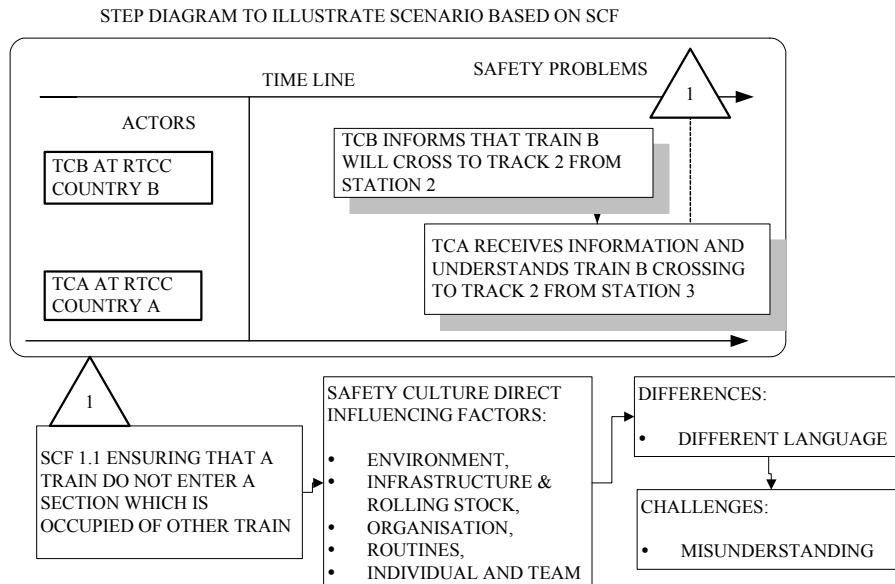 STEP DIAGRAM TO ILLUSTRATE SCENARIO BASED ON SCF
SAFETY PROBLEMS
TIME LINE
1
ACTORS
TCB INFORMS THAT TRAIN B
WILL CROSS TO TRACK 2 FROM
STATION 2
TCB AT RTCC
COUNTRY B
TCA RECEIVES INFORMATION AND
UNDERSTANDS TRAIN B CROSSING
TO TRACK 2 FROM STATION 3
TCA AT RTCC
COUNTRY A
1
SCF 1.1 ENSURING THAT A
TRAIN DO NOT ENTER A
SECTION WHICH IS
OCCUPIED OF OTHER TRAIN
SAFETY CULTURE DIRECT
INFLUENCING FACTORS:
• ENVIRONMENT,
• INFRASTRUCTURE &
ROLLING STOCK,
• ORGANISATION,
• ROUTINES,
• INDIVIDUAL AND TEAM
DIFFERENCES:
• DIFFERENT LANGUAGE
CHALLENGES:
• MISUNDERSTANDING